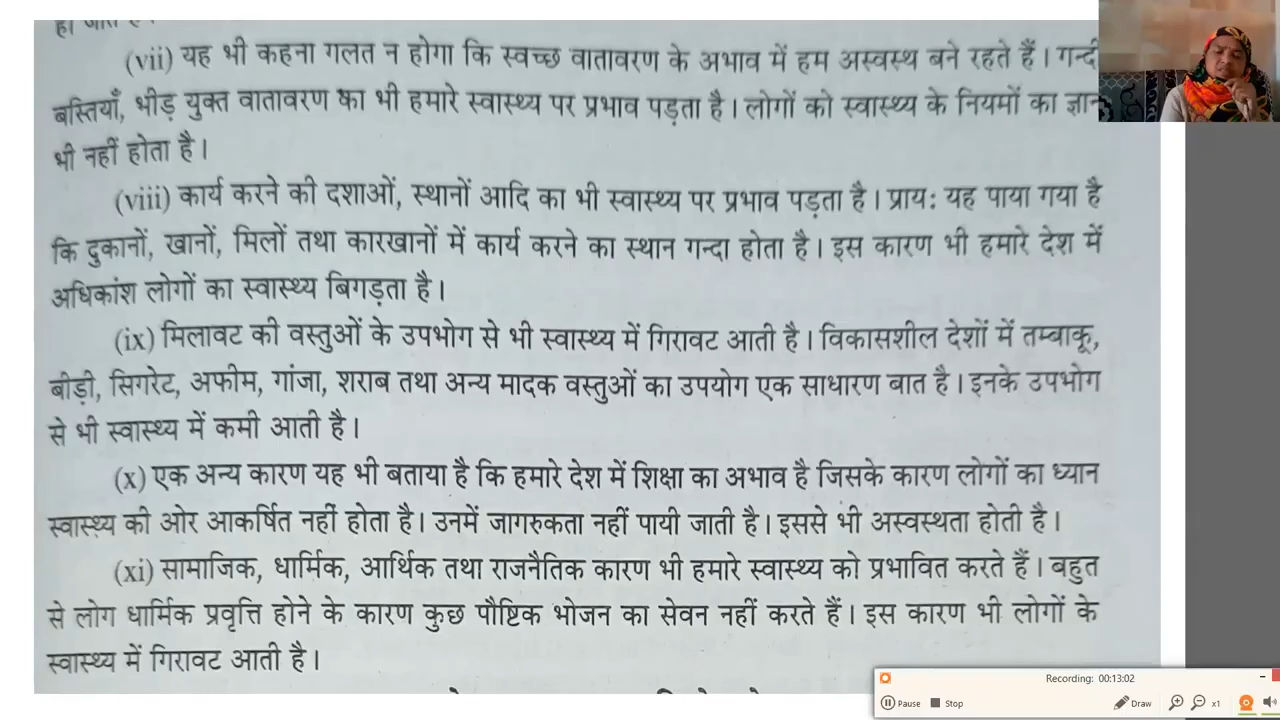 (vii) यह भी कहना गलत न होगा कि स्वच्छ वातावरण के अभाव में हम अस्वस्थ बने रहते हैं। गन्दी
बस्तियाँ, भीड़ युक्त वातावरण का भी हमारे स्वास्थ्य पर प्रभाव पड़ता है। लोगों को स्वास्थ्य के नियमों का ज्ञान
भी नहीं होता है।
(viii) कार्य करने की दशाओं, स्थानों आदि का भी स्वास्थ्य पर प्रभाव पड़ता है। प्राय: यह पाया गया है
कि दुकानों, खानों, मिलों तथा कारखानों में कार्य करने का स्थान गन्दा होता है। इस कारण भी हमारे देश में
अधिकांश लोगों का स्वास्थ्य बिगड़ता है।
(ix) मिलावट की वस्तुओं के उपभोग से भी स्वास्थ्य में गिरावट आती है। विकासशील देशों में तम्बाकू,
बीड़ी, सिगरेट, अफीम, गांजा, शराब तथा अन्य मादक वस्तुओं का उपयोग एक साधारण बात है। इनके उपभोग
से भी स्वास्थ्य में कमी आती है।
(x) एक अन्य कारण यह भी बताया है कि हमारे देश में शिक्षा का अभाव है जिसके कारण लोगों का ध्यान
स्वास्थ्य की ओर आकर्षित नहीं होता है। उनमें जागरुकता नहीं पायी जाती है। इससे भी अस्वस्थता होती है।
(xi) सामाजिक, धार्मिक, आर्थिक तथा राजनैतिक कारण भी हमारे स्वास्थ्य को प्रभावित करते हैं। बहुत
से लोग धार्मिक प्रवृत्ति होने के कारण कुछ पौष्टिक भोजन का सेवन नहीं करते हैं। इस कारण भी लोगों के
स्वास्थ्य में गिरावट आती है।
Recording: 00:13:02
Pause Stop Draw x1